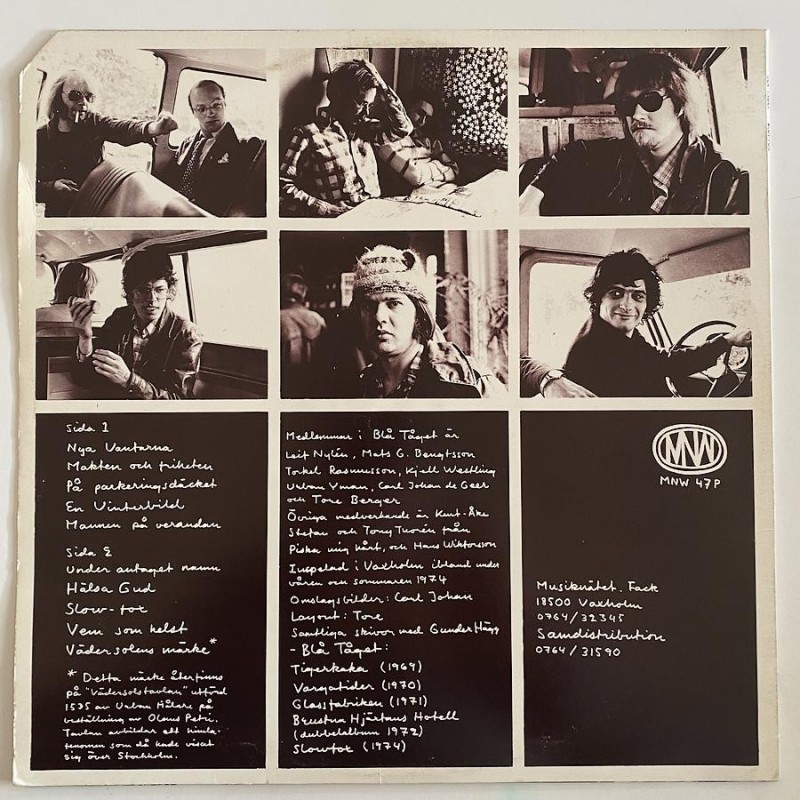 Sida 1
Nya Vantarna
Makten och friheten
På parkeringsdäcket
En Vinterbild
Mannen på verandan
Sida 2
Under antaget namn
Hälsa Gud
Slow-fox
Vem som helst
Vädersolens märke*
* Detta märke återfinns
på "Vädersolstavlan" utförd
1535 av Urban Målare på
beställning av Olaus Petri.
Tavlan avbildar ett himla-
fenomen som då hade visat
sig över Stockholm.
Medlemmar i Blå Tåget är
Leif Nylén, Mats G. Bengtsson
Torkel Rasmusson, Kjell Westling
Urban Yman, Carl Johan de Geer
och Tore Berger
Övriga medverkande är Kent-Åke
Stefan och Tony Thorén från
Piska mig hårt, och Hans Wiktorsson
Inspelad i Vaxholm ibland under
våren och sommaren 1974
Omslagsbilder: Carl Johan
Layout: Tore
Samtliga skivor med Gunder Hägg
- Blå Tåget:
Tigerkaka (1969)
Vargatider (1970)
Glassfabriken (1971)
Brustna Hjärtans Hotell
(dubbelalbum 1972)
Slowfox (1974)
MNW
MNW 47P
Musiknätet. Fack
18500 Vaxholm
0764/32345
Samdistribution
0764/31590